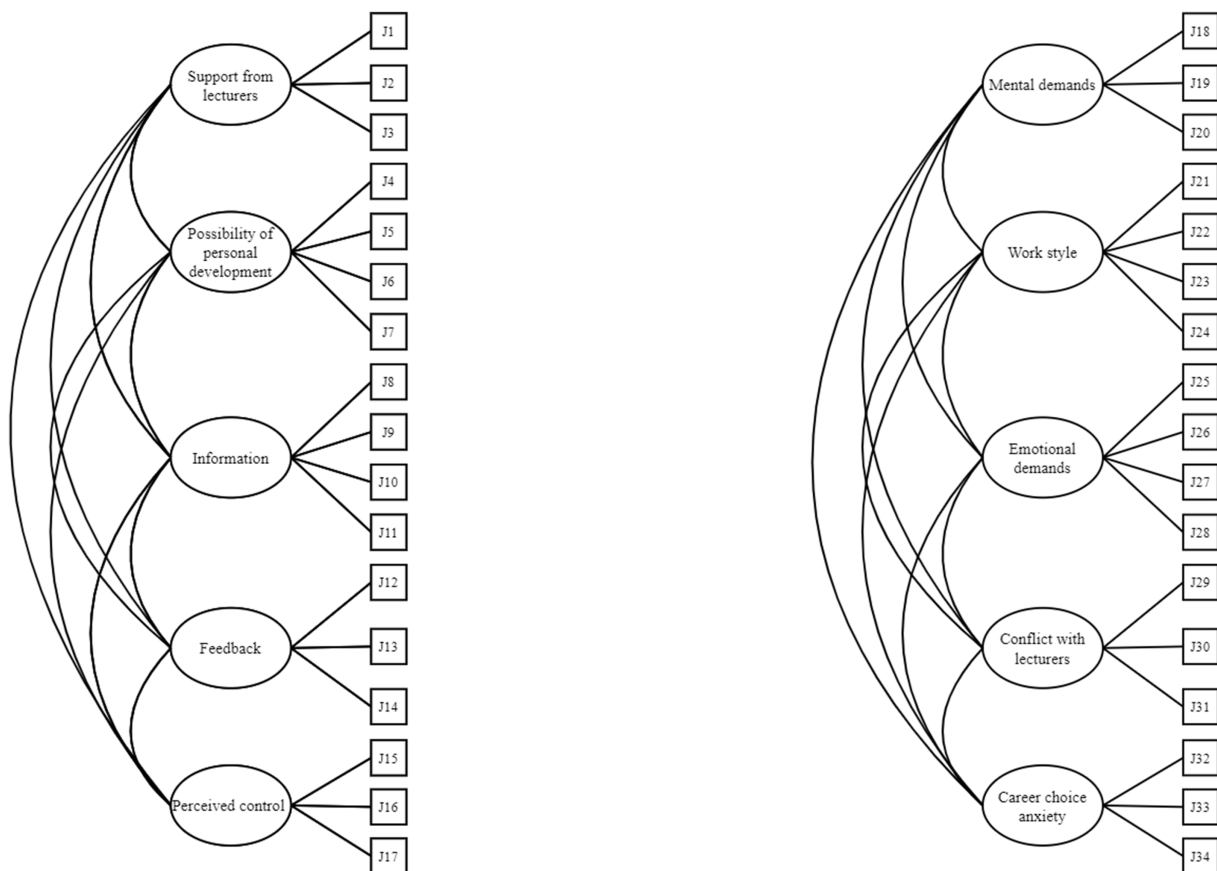 J1
Support from
lecturers
J2
J3
J4
Possibility of
personal
development
J5
J6
J7
J8
Information
J9
J10
J11
J12
Feedback
J13
J14
J15
Perceived control
J16
J17
J18
Mental demands
J19
J20
J21
Work style
J22
J23
J24
J25
Emotional
demands
J26
J27
J28
J29
Conflict with
lecturers
J30
J31
J32
Career choice
anxiety
J33
J34